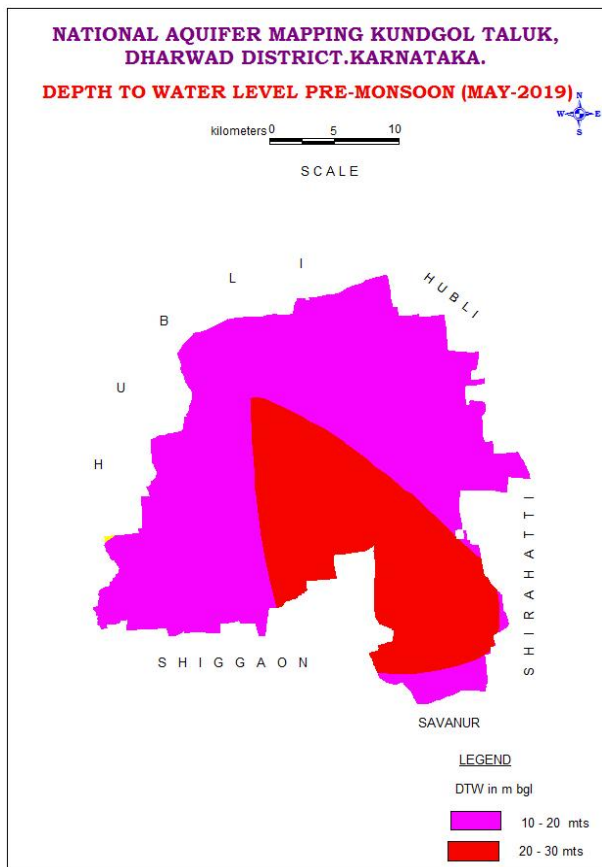 NATIONAL AQUIFER MAPPING KUNDGOL TALUK,
DHARWAD DISTRICT.KARNATAKA.
DEPTH TO WATER LEVEL PRE-MONSOON (MAY-2019)
N
W E
S
kilometers 0 5 10
SCALE
HUBLI
HUBLI
SHIRAHATTI
SHIGGAON
SAVANUR
LEGEND
DTW in m bgl
10 - 20 mts
20 - 30 mts